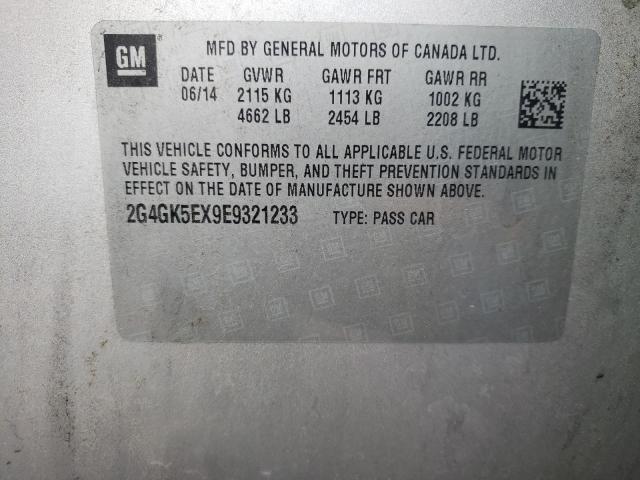 GM MFD BY GENERAL MOTORS OF CANADA LTD.
DATE GVWR GAWR FRT GAWR RR
06/14 2115 KG 1113 KG 1002 KG
4662 LB 2454 LB 2208 LB
THIS VEHICLE CONFORMS TO ALL APPLICABLE U.S. FEDERAL MOTOR
VEHICLE SAFETY, BUMPER, AND THEFT PREVENTION STANDARDS IN
EFFECT ON THE DATE OF MANUFACTURE SHOWN ABOVE.
2G4GK5EX9E9321233 TYPE: PASS CAR